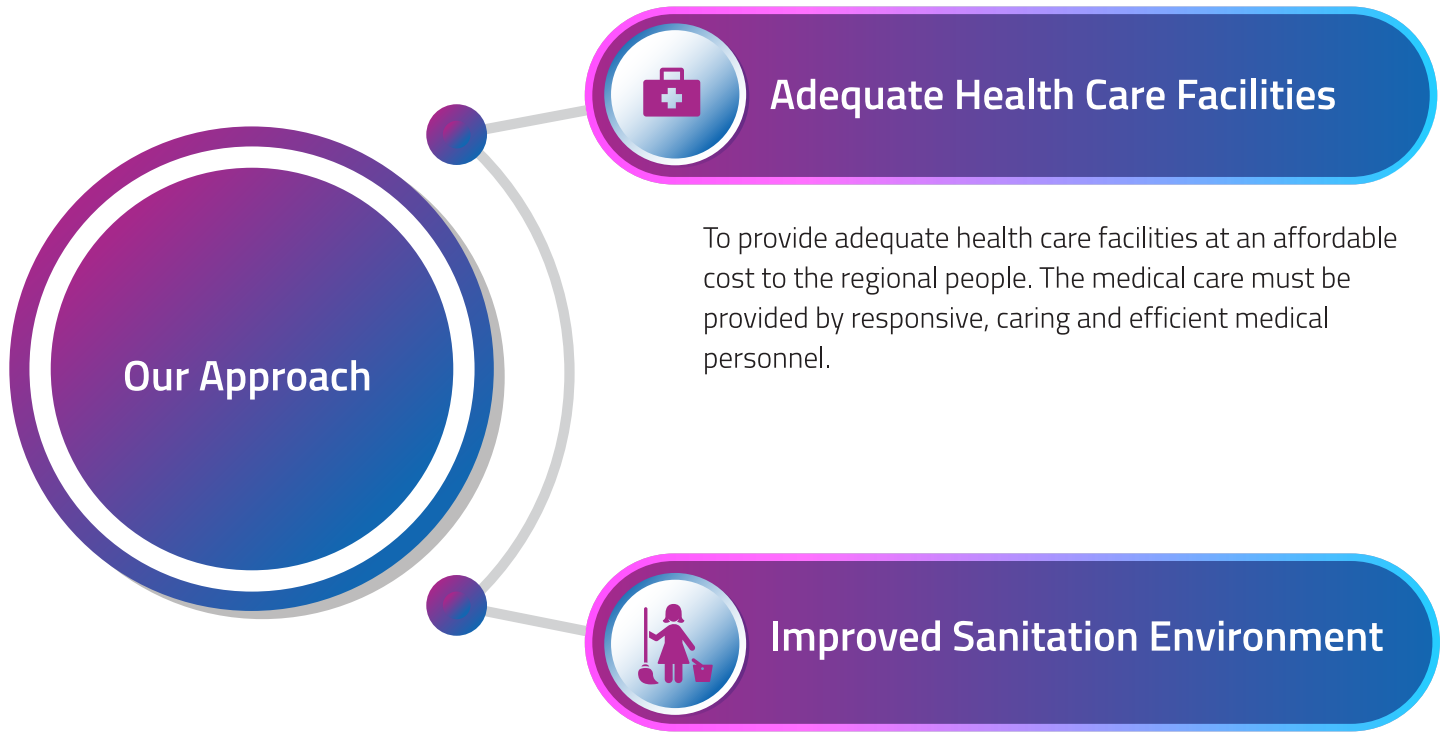 Our Approach
Adequate Health Care Facilities
To provide adequate health care facilities at an affordable
cost to the regional people. The medical care must be
provided by responsive, caring and efficient medical
personnel.
Improved Sanitation Environment